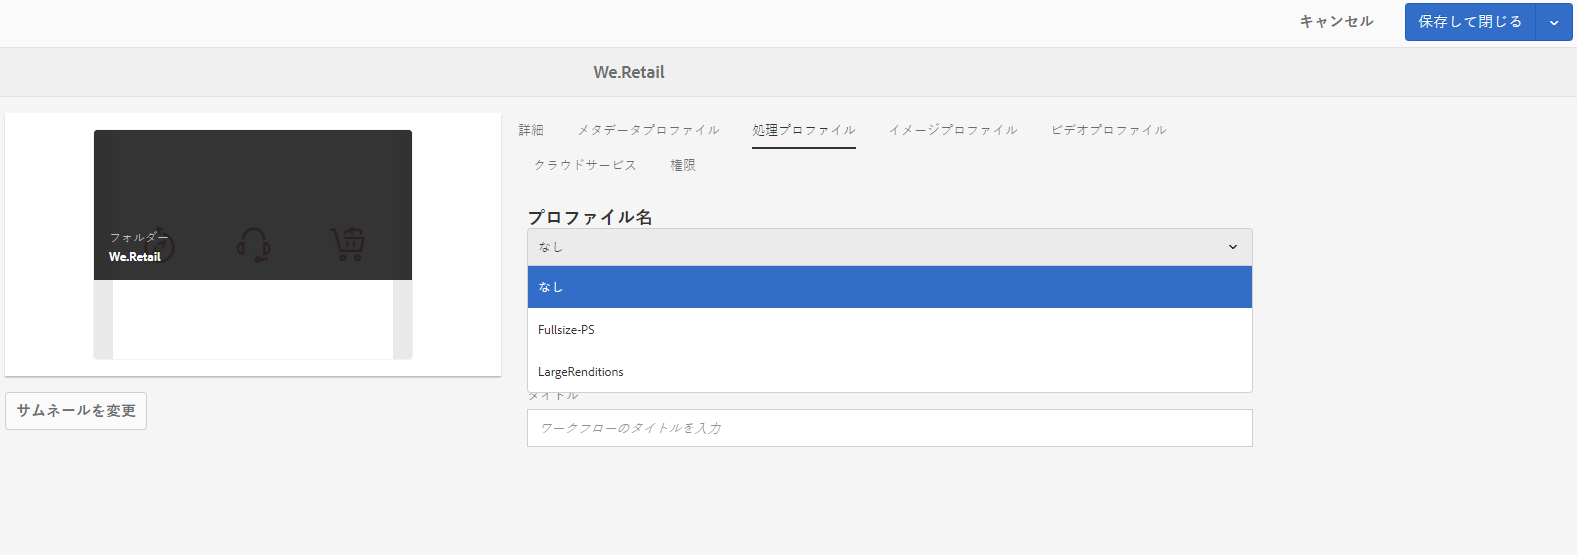 キャンセル
保存して閉じる
We.Retail
詳細 メタデータプロファイル 処理プロファイル イメージプロファイル ビデオプロファイル
クラウドサービス 権限
フォルダー
We.Retail
サムネールを変更
プロファイル名
なし
なし
Fullsize-PS
LargeRenditions
タイトル
ワークフローのタイトルを入力